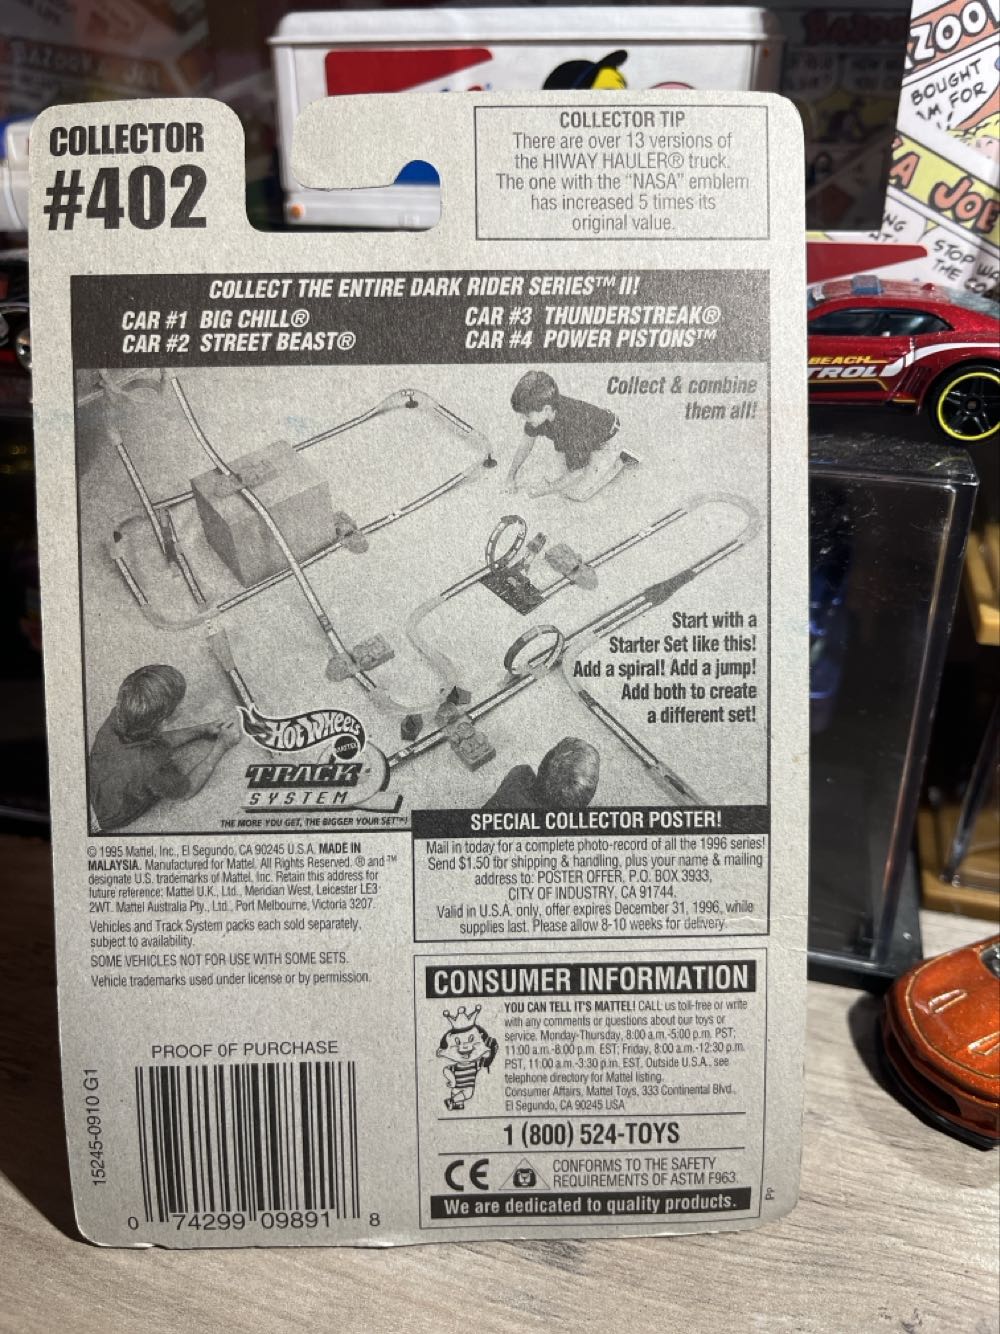 COLLECTOR
#402
COLLECTOR TIP
There are over 13 versions of
the HIWAY HAULER® truck.
The one with the "NASA" emblem
has increased 5 times its
original value.
COLLECT THE ENTIRE DARK RIDER SERIES™ II!
CAR #1 BIG CHILL®
CAR #2 STREET BEAST®
CAR #3 THUNDERSTREAK®
CAR #4 POWER PISTONS™
Collect & combine
them all!
Start with a
Starter Set like this!
Add a spiral! Add a jump!
Add both to create
a different set!
HOT WHEELS
MATTEL
TRACK
SYSTEM
THE MORE YOU GET, THE BIGGER YOUR SET™!
© 1995 Mattel, Inc., El Segundo, CA 90245 U.S.A. MADE IN
MALAYSIA. Manufactured for Mattel. All Rights Reserved. ® and ™
designate U.S. trademarks of Mattel, Inc. Retain this address for
future reference: Mattel U.K., Ltd., Meridian West, Leicester LE3
2WT. Mattel Australia Pty., Ltd., Port Melbourne, Victoria 3207.
Vehicles and Track System packs each sold separately,
subject to availability.
SOME VEHICLES NOT FOR USE WITH SOME SETS.
Vehicle trademarks used under license or by permission.
SPECIAL COLLECTOR POSTER!
Mail in today for a complete photo-record of all the 1996 series!
Send $1.50 for shipping & handling, plus your name & mailing
address to: POSTER OFFER, P.O. BOX 3933,
CITY OF INDUSTRY, CA 91744.
Valid in U.S.A. only, offer expires December 31, 1996, while
supplies last. Please allow 8-10 weeks for delivery.
CONSUMER INFORMATION
YOU CAN TELL IT'S MATTEL! CALL us toll-free or write
with any comments or questions about our toys or
service. Monday-Thursday, 8:00 a.m.-5:00 p.m. PST;
11:00 a.m.-8:00 p.m. EST; Friday, 8:00 a.m.-12:30 p.m.
PST, 11:00 a.m.-3:30 p.m. EST. Outside U.S.A., see
telephone directory for Mattel listing.
Consumer Affairs, Mattel Toys, 333 Continental Blvd.,
El Segundo, CA 90245 USA
1 (800) 524-TOYS
CE
CONFORMS TO THE SAFETY
REQUIREMENTS OF ASTM F963.
We are dedicated to quality products.
PP
PROOF OF PURCHASE
15245-0910 G1
0 74299 09891 8
BEACH
TROL
ZOO
BOUGHT
'M FOR
A JOE
STOP
THE